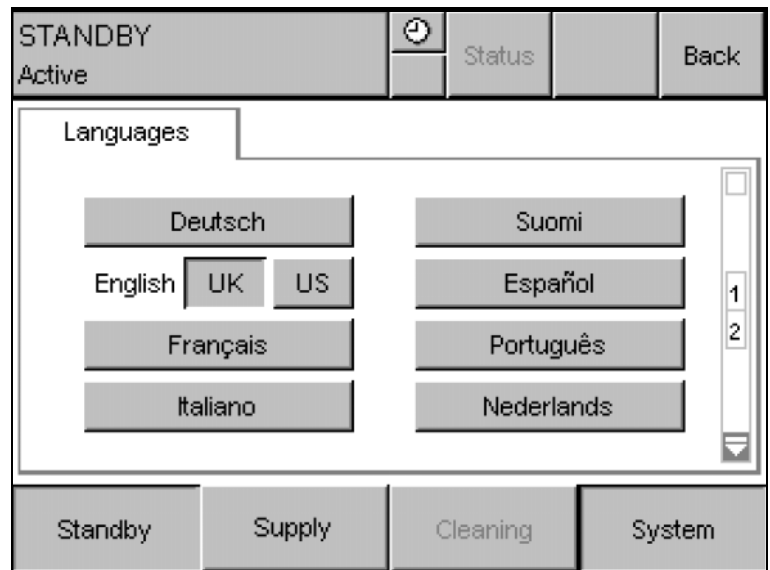 STANDBY
Active
Status
Back
Languages
Deutsch
Suomi
English UK US
Español
Français
Português
Italiano
Nederlands
1
2
Standby
Supply
Cleaning
System